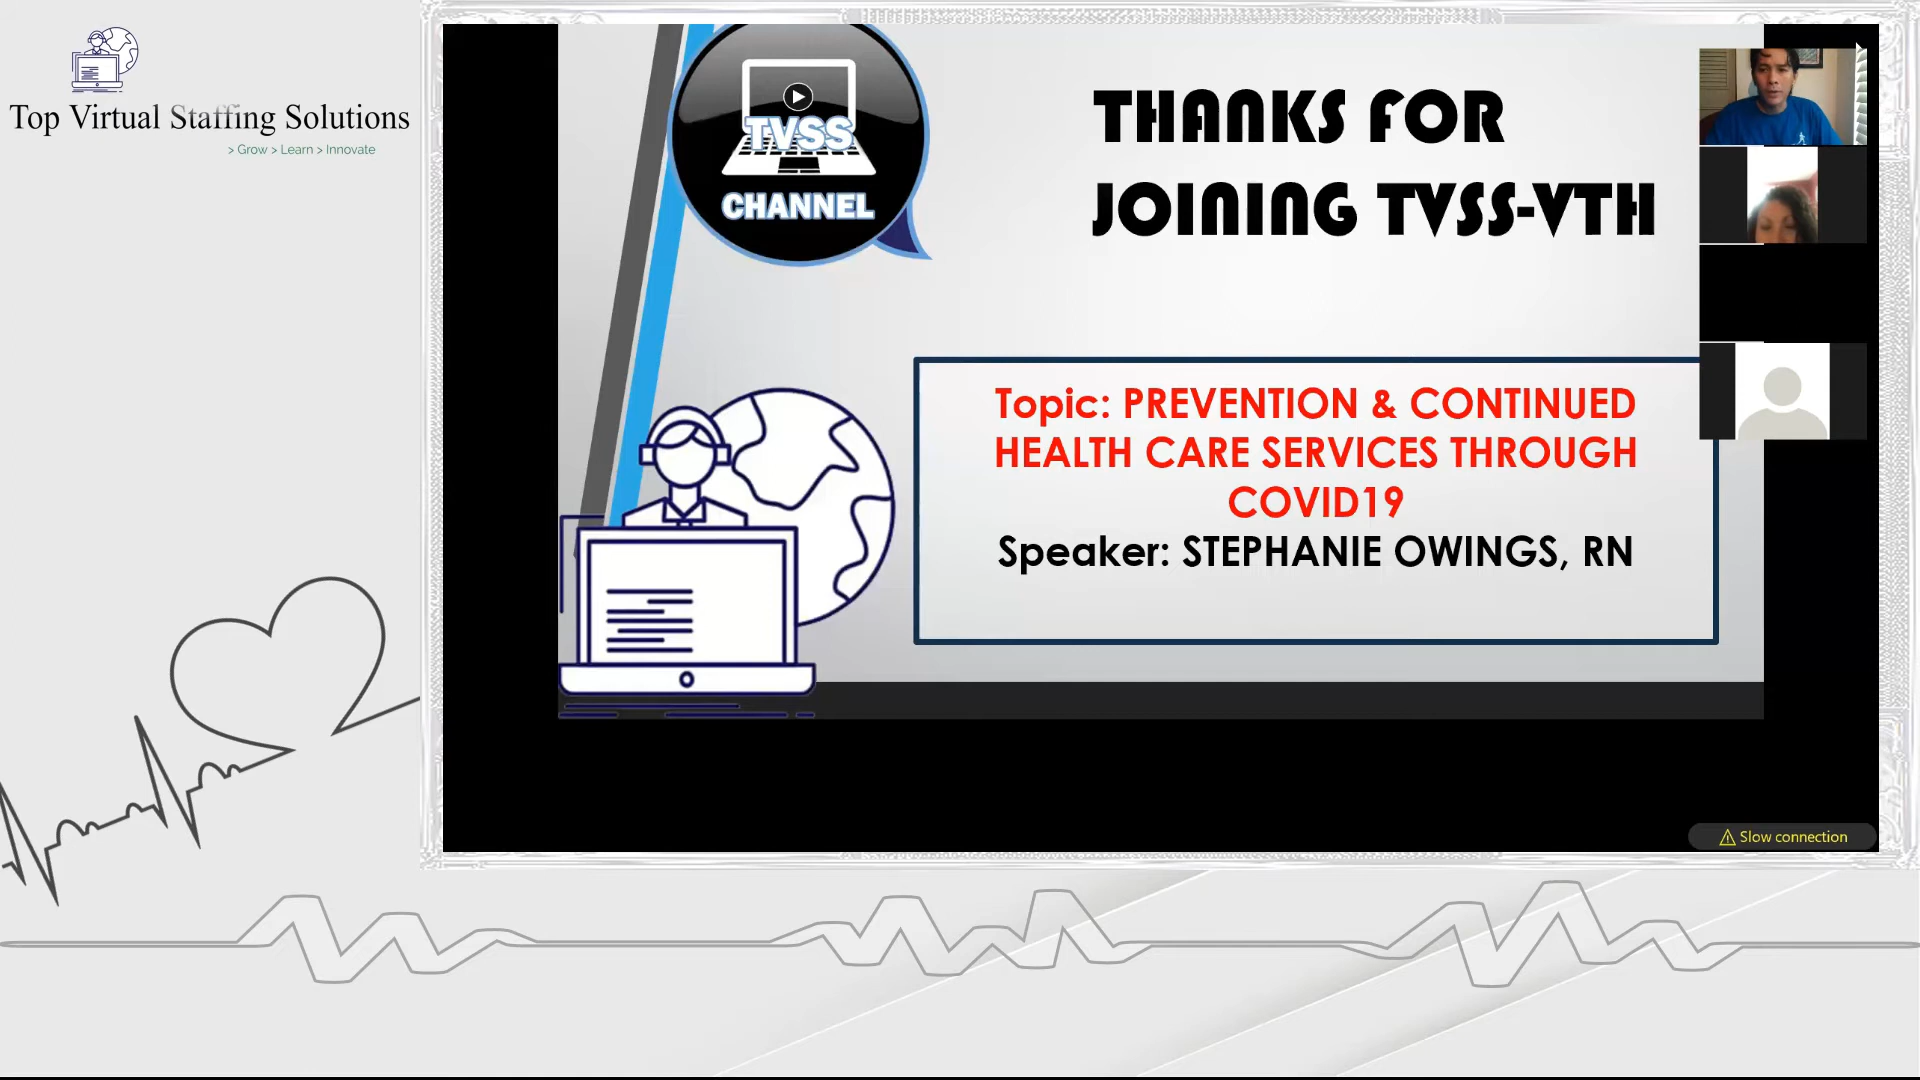 Top Virtual Staffing Solutions
> Grow > Learn > Innovate
TVSS
CHANNEL
THANKS FOR
JOINING TVSS-VTH
Topic: PREVENTION & CONTINUED
HEALTH CARE SERVICES THROUGH
COVID19
Speaker: STEPHANIE OWINGS, RN
Slow connection